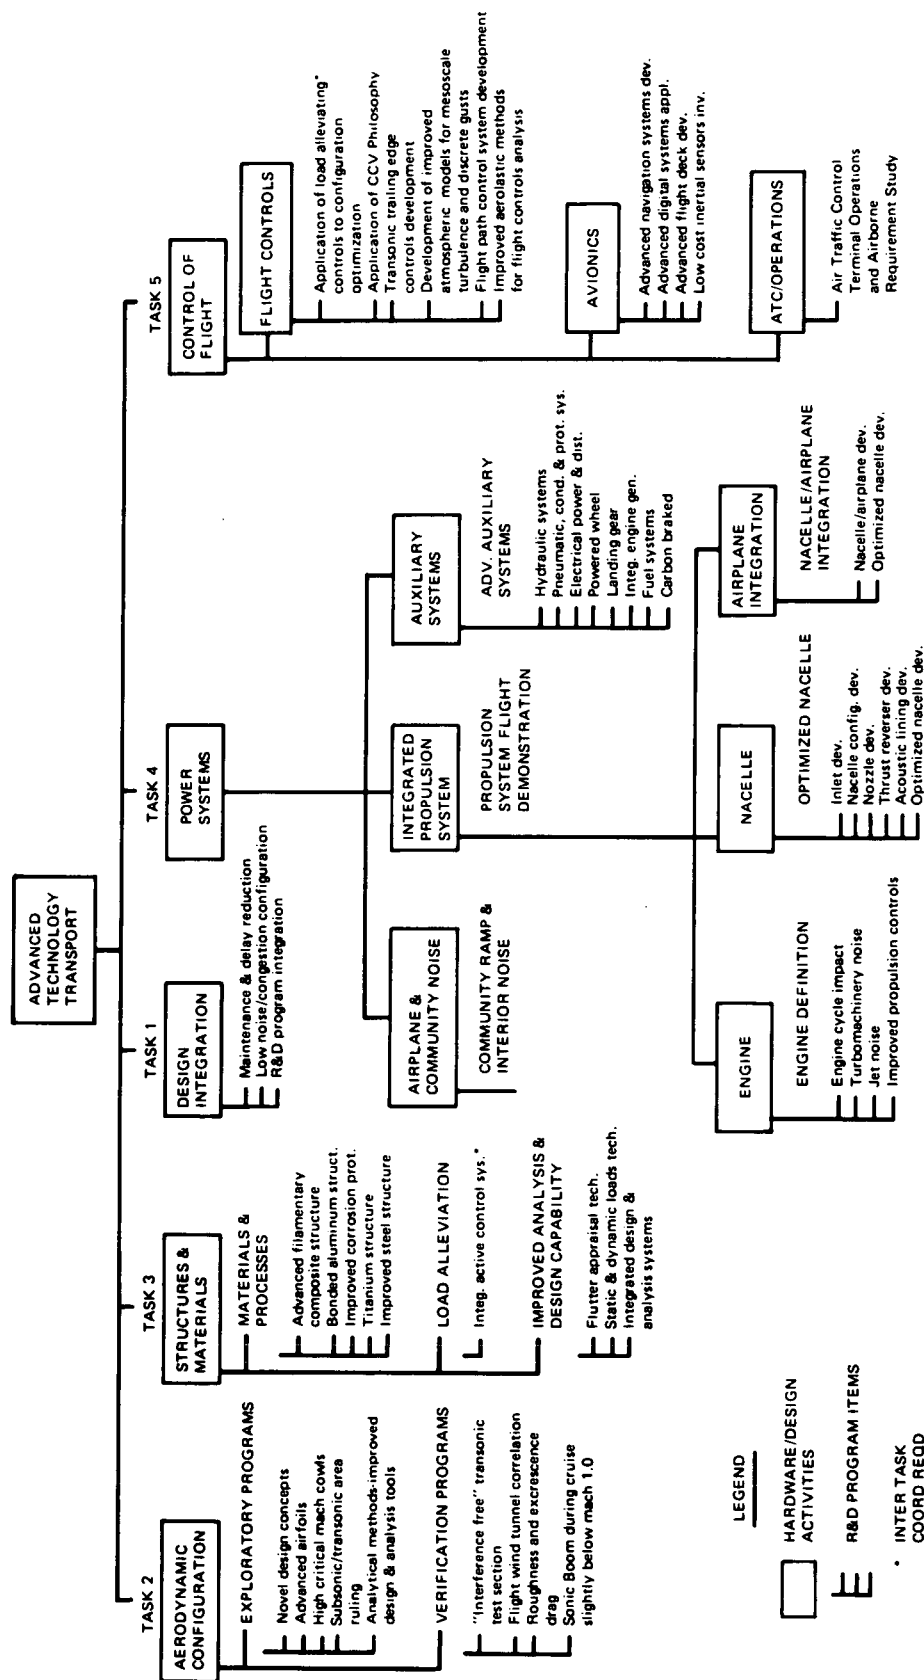 ADVANCED
TECHNOLOGY
TRANSPORT
TASK 2
AERODYNAMIC
CONFIGURATION
EXPLORATORY PROGRAMS
Novel design concepts
Advanced airfoils
High critical mach cowls
Subsonic/transonic area
ruling
Analytical methods-improved
design & analysis tools
VERIFICATION PROGRAMS
"Interference free" transonic
test section
Flight wind tunnel correlation
Roughness and excrescence
drag
Sonic Boom during cruise
slightly below mach 1.0
TASK 3
STRUCTURES &
MATERIALS
MATERIALS &
PROCESSES
Advanced filamentary
composite structure
Bonded aluminum struct.
Improved corrosion prot.
Titanium structure
Improved steel structure
LOAD ALLEVIATION
Integ. active control sys.*
IMPROVED ANALYSIS &
DESIGN CAPABILITY
Flutter appraisal tech.
Static & dynamic loads tech.
Integrated design &
analysis systems
TASK 1
DESIGN
INTEGRATION
Maintenance & delay reduction
Low noise/congestion configuration
R&D program integration
TASK 4
POWER
SYSTEMS
AIRPLANE &
COMMUNITY NOISE
COMMUNITY RAMP &
INTERIOR NOISE
INTEGRATED
PROPULSION
SYSTEM
PROPULSION
SYSTEM FLIGHT
DEMONSTRATION
AUXILIARY
SYSTEMS
ADV. AUXILIARY
SYSTEMS
Hydraulic systems
Pneumatic, cond. & prot. sys.
Electrical power & dist.
Powered wheel
Landing gear
Integ. engine gen.
Fuel systems
Carbon braked
ENGINE
ENGINE DEFINITION
Engine cycle impact
Turbomachinery noise
Jet noise
Improved propulsion controls
NACELLE
OPTIMIZED NACELLE
Inlet dev.
Nacelle config. dev.
Nozzle dev.
Thrust reverser dev.
Acoustic lining dev.
Optimized nacelle dev.
AIRPLANE
INTEGRATION
NACELLE/AIRPLANE
INTEGRATION
Nacelle/airplane dev.
Optimized nacelle dev.
TASK 5
CONTROL OF
FLIGHT
FLIGHT CONTROLS
Application of load alleviating*
controls to configuration
optimization
Application of CCV Philosophy
Transonic trailing edge
controls development
Development of improved
atmospheric models for mesoscale
turbulence and discrete gusts
Flight path control system development
Improved aerolastic methods
for flight controls analysis
AVIONICS
Advanced navigation systems dev.
Advanced digital systems appl.
Advanced flight deck dev.
Low cost inertial sensors inv.
ATC/OPERATIONS
Air Traffic Control
Terminal Operations
and Airborne
Requirement Study
LEGEND
HARDWARE/DESIGN
ACTIVITIES
R&D PROGRAM ITEMS
* INTER TASK
COORD REQD